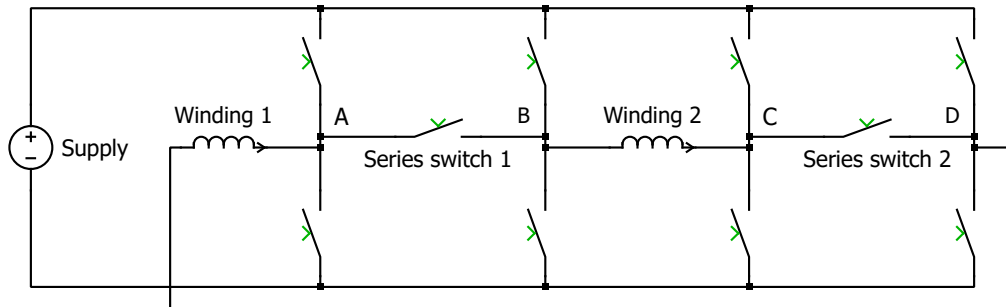 Winding 1
A
B
Winding 2
C
D
+
−
Supply
Series switch 1
Series switch 2